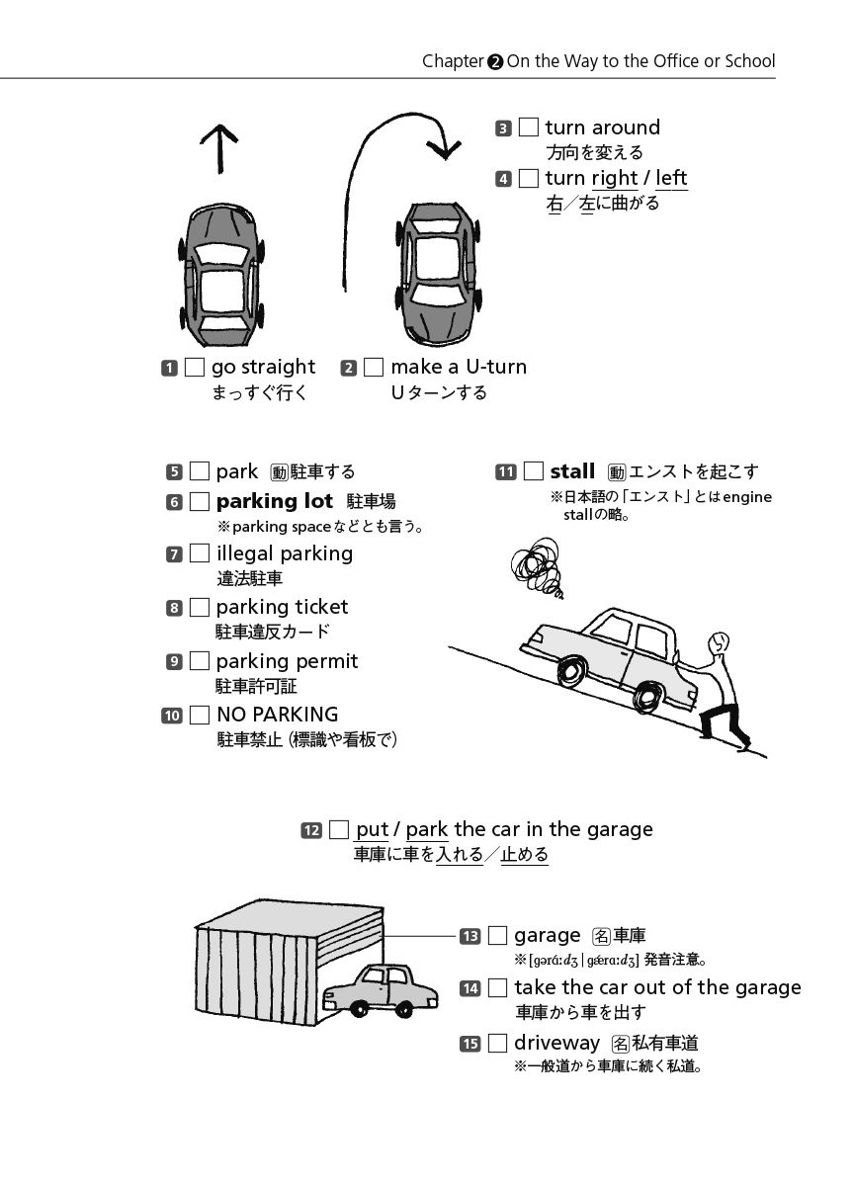 Chapter❷On the Way to the Office or School
3 □ turn around
方向を変える
4 □ turn right / left
右／左に曲がる
1 □ go straight
まっすぐ行く
2 □ make a U-turn
Uターンする
5 □ park 動駐車する
6 □ parking lot 駐車場
※parking spaceなどとも言う。
7 □ illegal parking
違法駐車
8 □ parking ticket
駐車違反カード
9 □ parking permit
駐車許可証
10 □ NO PARKING
駐車禁止（標識や看板で）
11 □ stall 動エンストを起こす
※日本語の「エンスト」とはengine
stallの略。
12 □ put / park the car in the garage
車庫に車を入れる／止める
13 □ garage 名車庫
※[gərɑ́ːdʒ | gǽrɑːdʒ] 発音注意。
14 □ take the car out of the garage
車庫から車を出す
15 □ driveway 名私有車道
※一般道から車庫に続く私道。